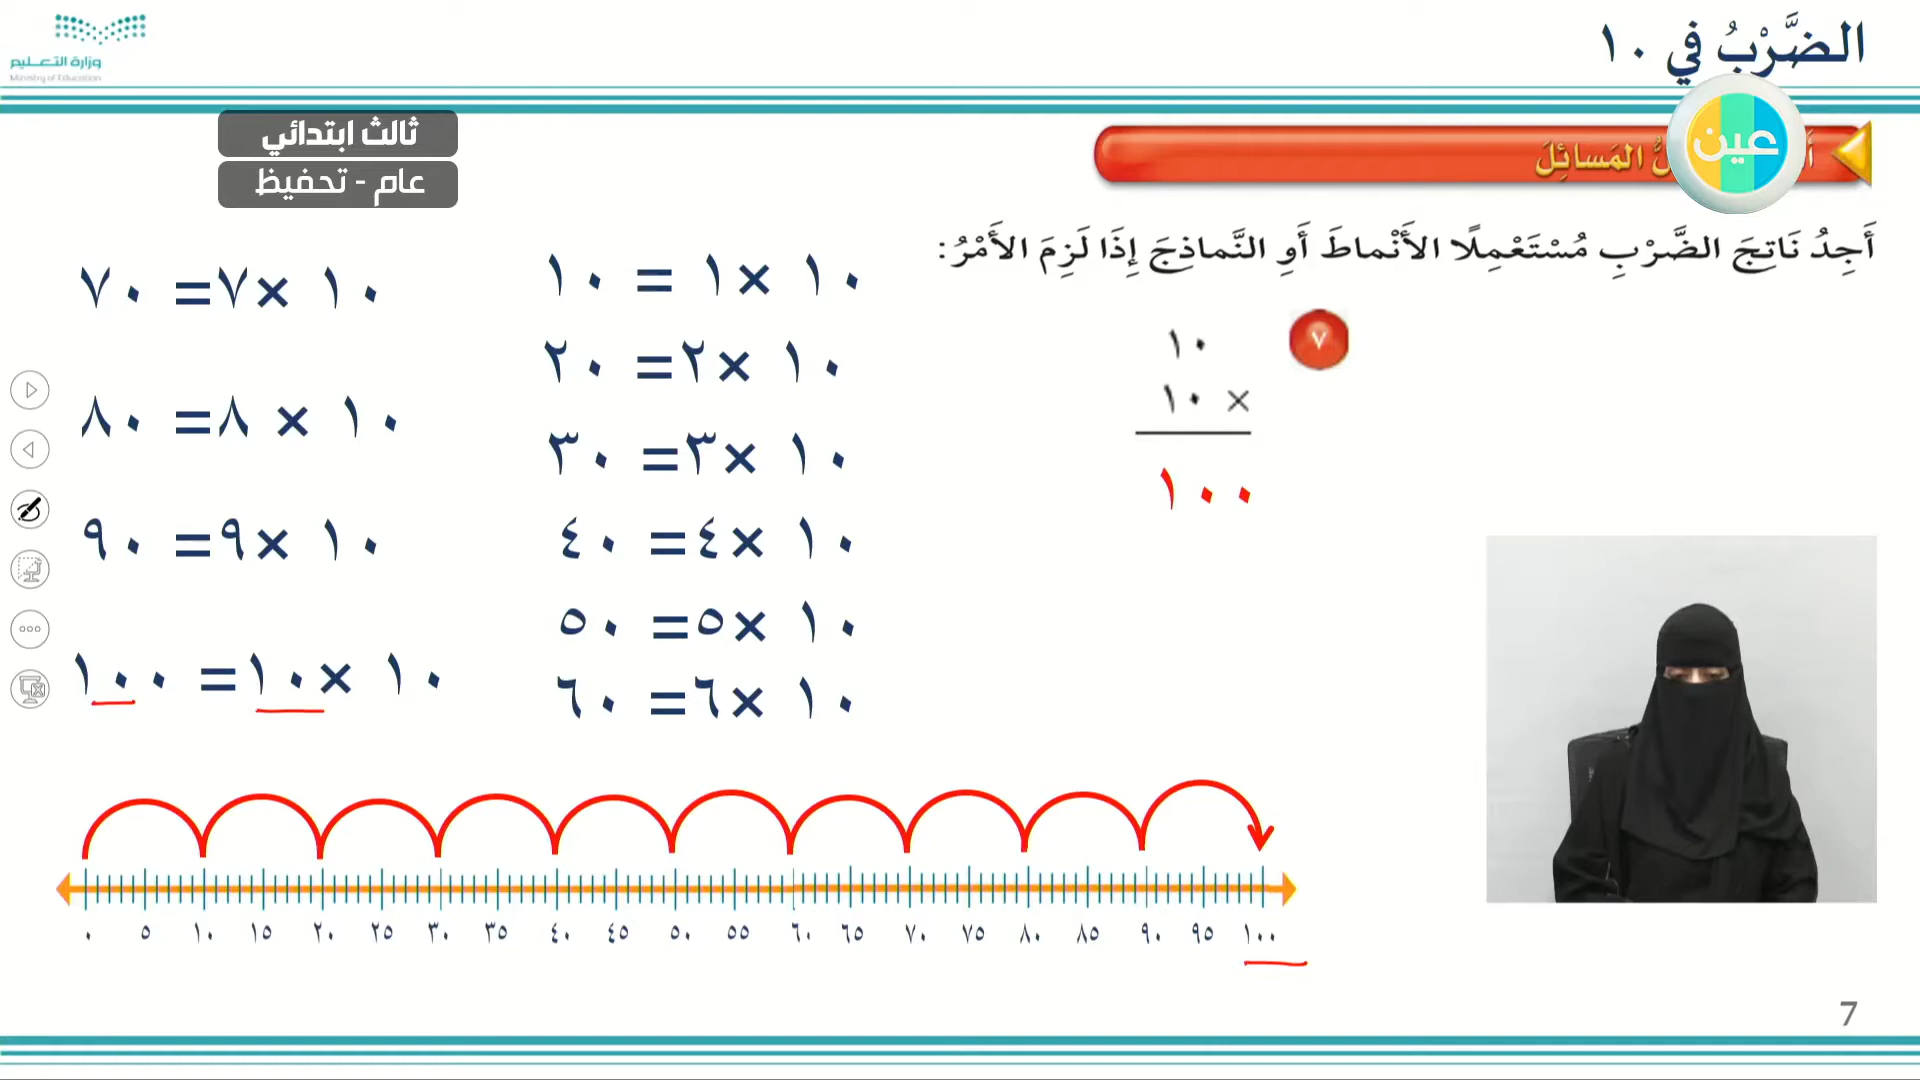 الضَّرْبُ في ١٠
وزارة التعليم
Ministry of Education
ثالث ابتدائي
عام - تحفيظ
عين
المَسائِلَ
أَجِدُ نَاتِجَ الضَّرْبِ مُسْتَعْمِلًا الأَنْماطَ أَوِ النَّماذِجَ إِذَا لَزِمَ الأَمْرُ:
٧
١٠
١٠ ×
١٠٠
١٠ × ١ = ١٠
١٠ × ٢ = ٢٠
١٠ × ٣ = ٣٠
١٠ × ٤ = ٤٠
١٠ × ٥ = ٥٠
١٠ × ٦ = ٦٠
١٠ × ٧ = ٧٠
١٠ × ٨ = ٨٠
١٠ × ٩ = ٩٠
١٠ × ١٠ = ١٠٠
٠ ٥ ١٠ ١٥ ٢٠ ٢٥ ٣٠ ٣٥ ٤٠ ٤٥ ٥٠ ٥٥ ٦٠ ٦٥ ٧٠ ٧٥ ٨٠ ٨٥ ٩٠ ٩٥ ١٠٠
7